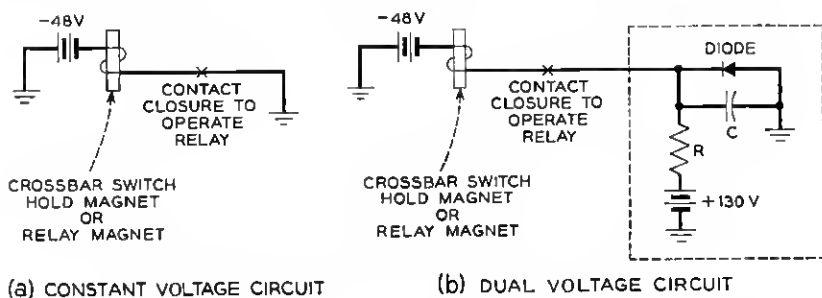 -48V
CONTACT
CLOSURE TO
OPERATE
RELAY
CROSSBAR SWITCH
HOLD MAGNET
OR
RELAY MAGNET
(a) CONSTANT VOLTAGE CIRCUIT
-48V
CONTACT
CLOSURE TO
OPERATE
RELAY
CROSSBAR SWITCH
HOLD MAGNET
OR
RELAY MAGNET
DIODE
C
R
+130 V
(b) DUAL VOLTAGE CIRCUIT